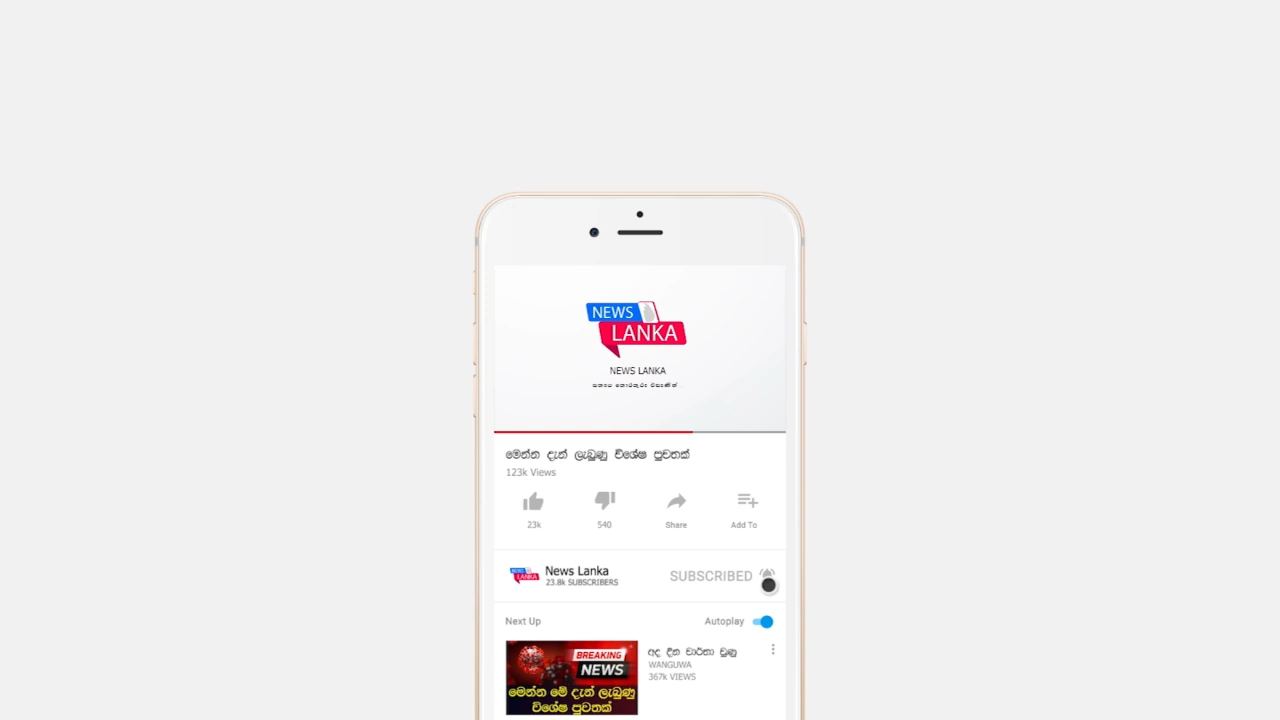 NEWS
LANKA
NEWS LANKA
මෙන්න දැන් ලැබුණු විශේෂ පුවතක්
123k Views
23k
540
Share
Add To
LANKA
News Lanka
23.8k SUBSCRIBERS
SUBSCRIBED
Next Up
Autoplay
BREAKING
NEWS
මෙන්න මේ දැන් ලැබුණු
විශේෂ පුවතක්
අද දින වාර්තා වුණු
WANGUWA
367k VIEWS